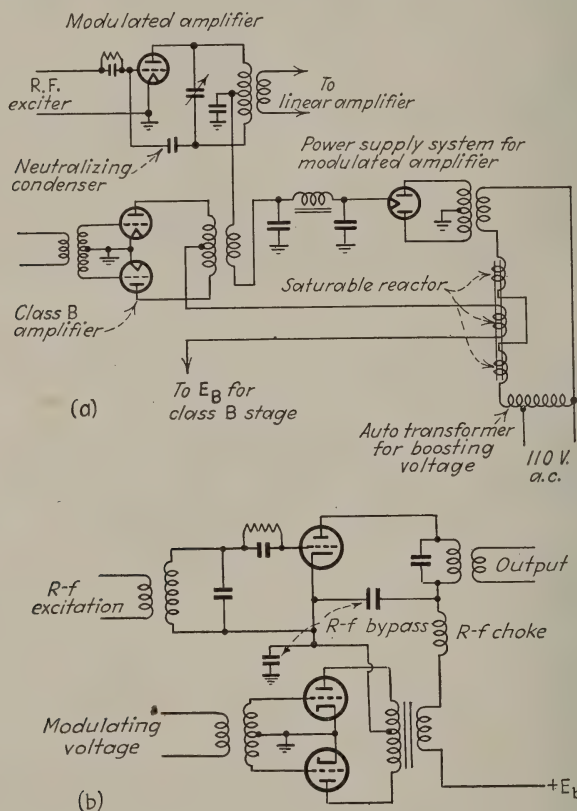 Modulated amplifier
R.F.
exciter
To
linear amplifier
Neutralizing
condenser
Power supply system for
modulated amplifier
Saturable reactor
Class B
amplifier
To E_B for
class B stage
(a)
Auto transformer
for boosting
voltage
110 V.
a.c.
R-f
excitation
Output
R-f bypass
R-f choke
Modulating
voltage
+E_b
(b)